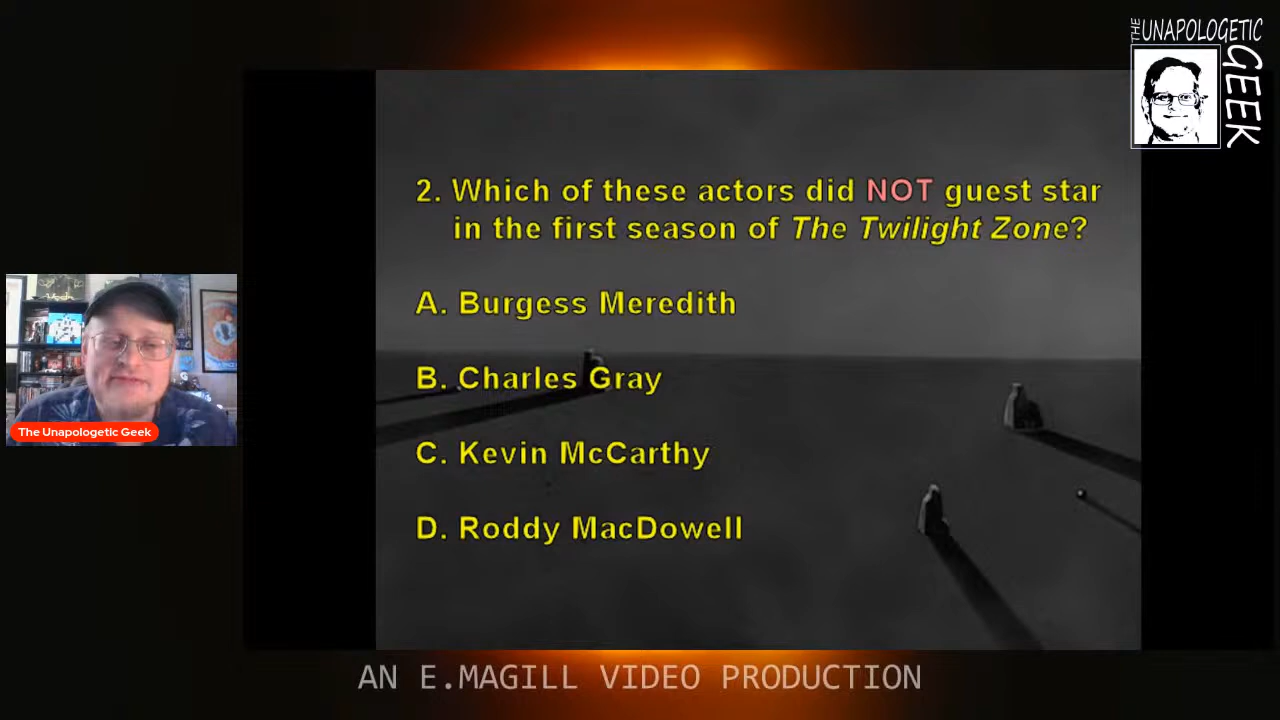 THE UNAPOLOGETIC GEEK
2. Which of these actors did NOT guest star
in the first season of The Twilight Zone?
A. Burgess Meredith
B. Charles Gray
C. Kevin McCarthy
D. Roddy MacDowell
The Unapologetic Geek
AN E.MAGILL VIDEO PRODUCTION